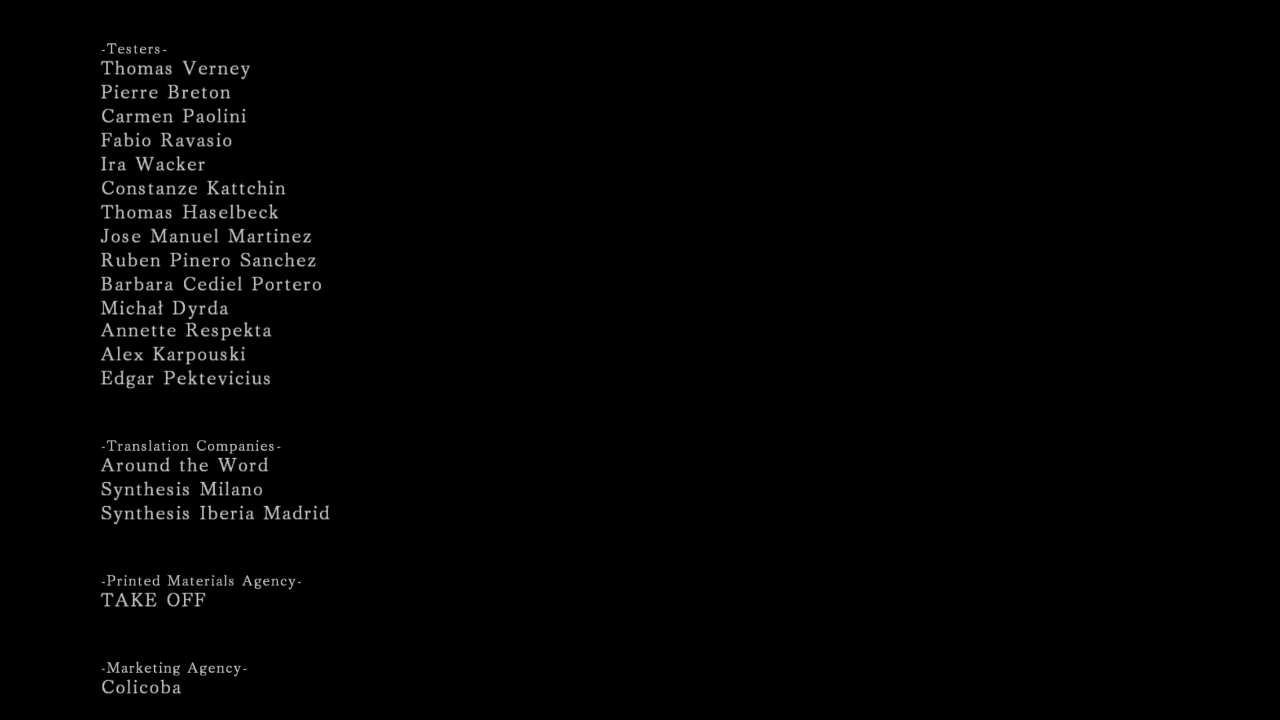 -Testers-
Thomas Verney
Pierre Breton
Carmen Paolini
Fabio Ravasio
Ira Wacker
Constanze Kattchin
Thomas Haselbeck
Jose Manuel Martinez
Ruben Pinero Sanchez
Barbara Cediel Portero
Michał Dyrda
Annette Respekta
Alex Karpouski
Edgar Pektevicius
-Translation Companies-
Around the Word
Synthesis Milano
Synthesis Iberia Madrid
-Printed Materials Agency-
TAKE OFF
-Marketing Agency-
Colicoba